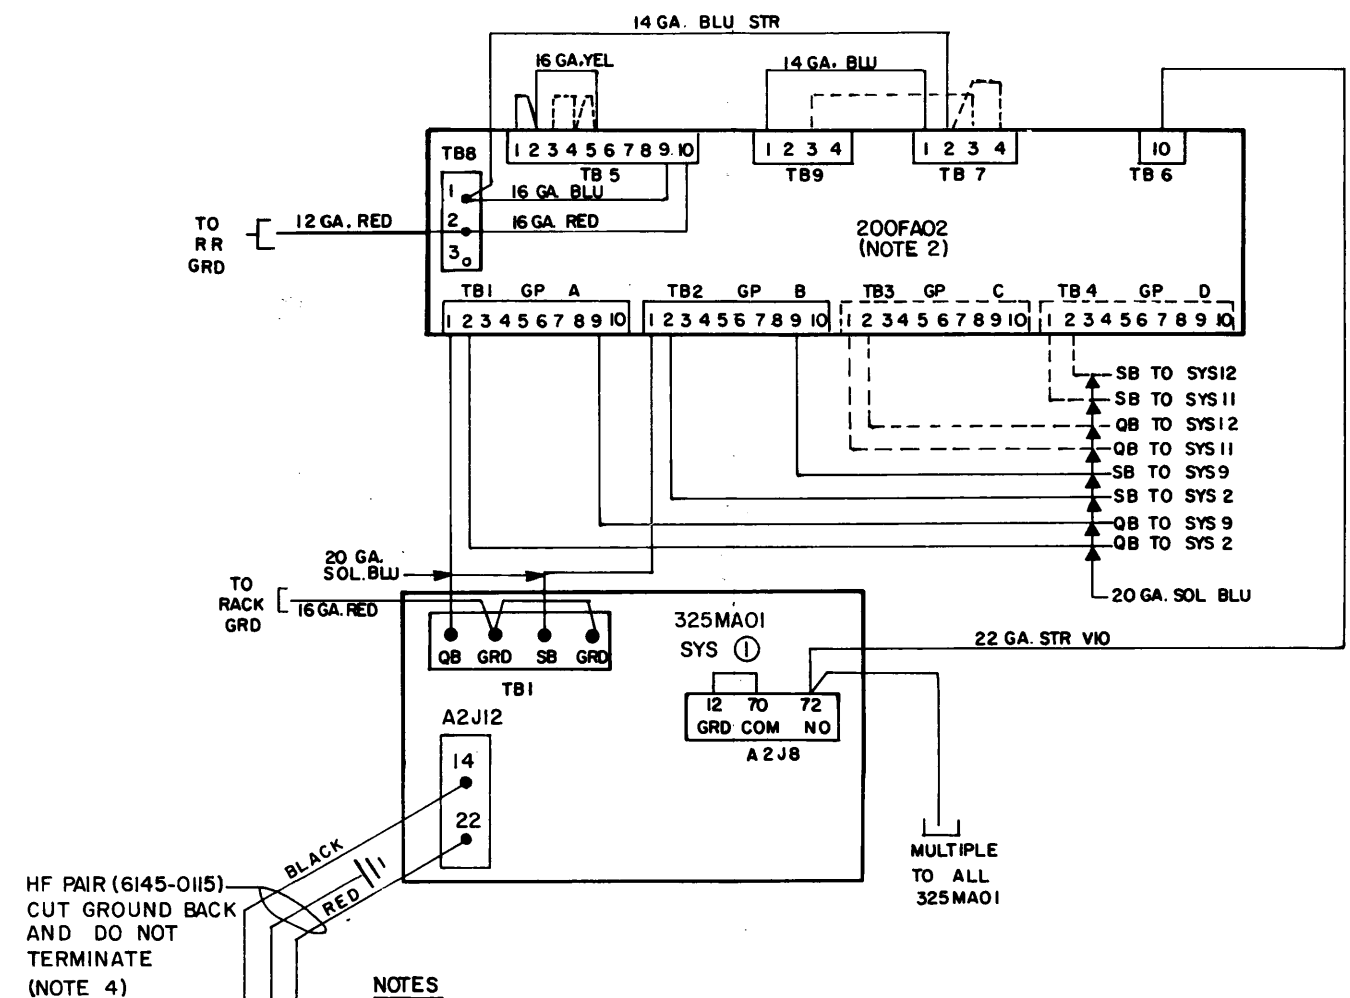 14 GA. BLU STR
16 GA. YEL
14 GA. BLU
TB8
1 2 3 4 5 6 7 8 9 10
TB 5
1 2 3 4
TB9
1 2 3 4
TB 7
10
TB 6
1
2
3
16 GA. BLU
16 GA. RED
TO
RR
GRD
12 GA. RED
200FA02
(NOTE 2)
TB1 GP A
1 2 3 4 5 6 7 8 9 10
TB2 GP B
1 2 3 4 5 6 7 8 9 10
TB3 GP C
1 2 3 4 5 6 7 8 9 10
TB4 GP D
1 2 3 4 5 6 7 8 9 10
SB TO SYS12
SB TO SYS11
QB TO SYS12
QB TO SYS11
SB TO SYS9
SB TO SYS 2
QB TO SYS 9
QB TO SYS 2
20 GA. SOL BLU
20 GA.
SOL. BLU
TO
RACK
GRD
16 GA. RED
QB GRD SB GRD
TB1
325MA01
SYS 1
22 GA. STR VIO
12 70 72
GRD COM NO
A2J8
A2J12
14
22
BLACK
RED
MULTIPLE
TO ALL
325MA01
HF PAIR (6145-0115)
CUT GROUND BACK
AND DO NOT
TERMINATE
(NOTE 4)
NOTES